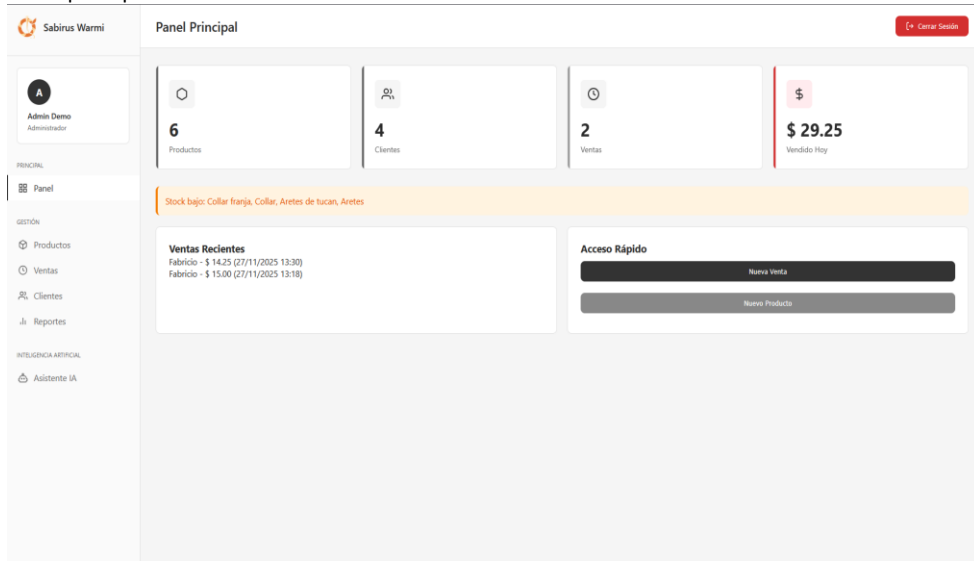 Sabirus Warmi
Panel Principal
Cerrar Sesión
A
Admin Demo
Administrador
PRINCIPAL
Panel
GESTIÓN
Productos
Ventas
Clientes
Reportes
INTELIGENCIA ARTIFICIAL
Asistente IA
6
Productos
4
Clientes
2
Ventas
$
$ 29.25
Vendido Hoy
Stock bajo: Collar franja, Collar, Aretes de tucan, Aretes
Ventas Recientes
Fabricio - $ 14.25 (27/11/2025 13:30)
Fabricio - $ 15.00 (27/11/2025 13:18)
Acceso Rápido
Nueva Venta
Nuevo Producto